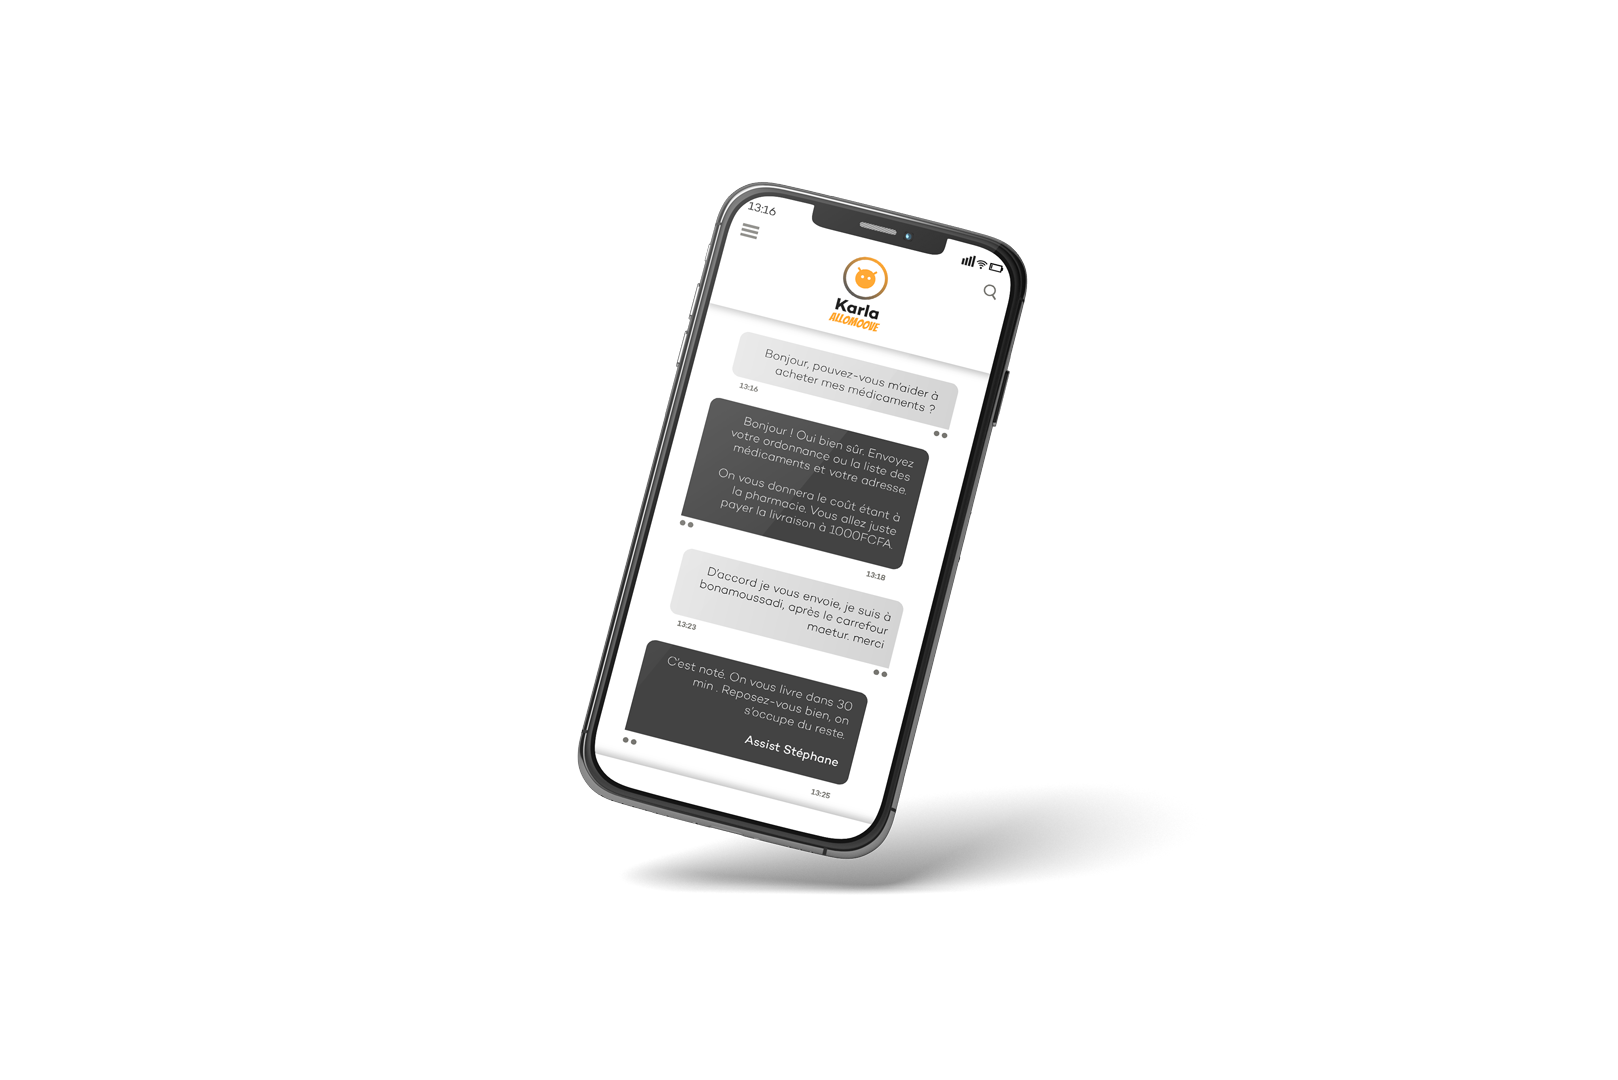 13:16
Karla
ALLOMOOVE
Bonjour, pouvez-vous m'aider à
acheter mes médicaments ?
13:16
Bonjour ! Oui bien sûr. Envoyez
votre ordonnance ou la liste des
médicaments et votre adresse.
On vous donnera le coût étant à
la pharmacie. Vous allez juste
payer la livraison à 1000FCFA.
13:18
D'accord je vous envoie, je suis à
bonamoussadi, après le carrefour
maetur. merci
13:23
C'est noté. On vous livre dans 30
min . Reposez-vous bien, on
s'occupe du reste.
Assist Stéphane
13:25